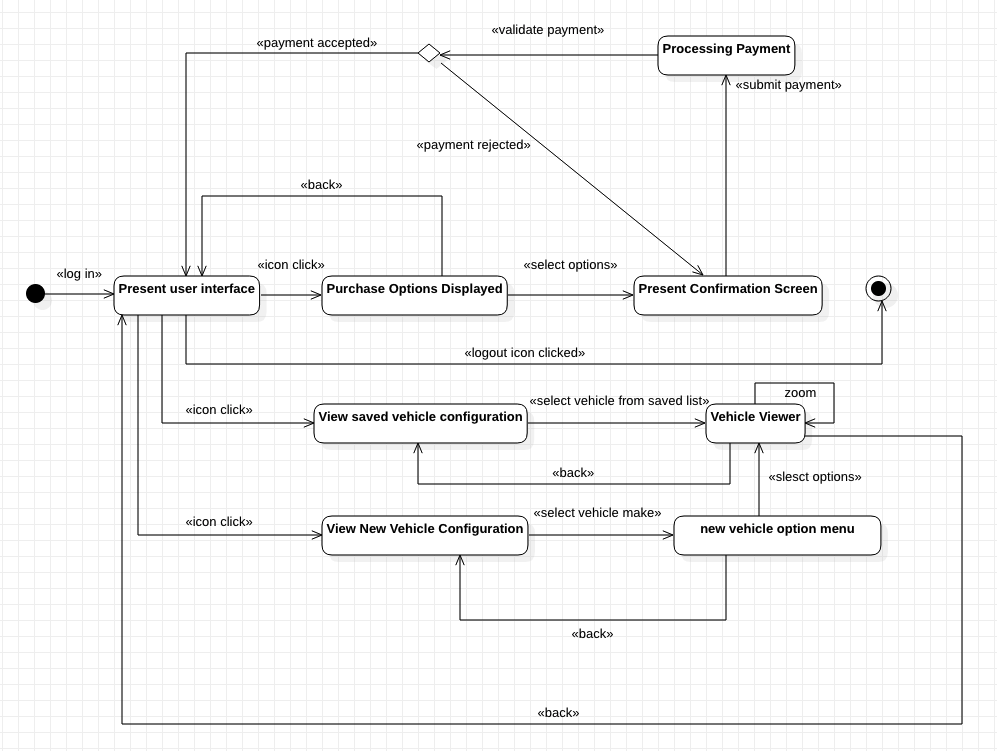 «validate payment»
«payment accepted»
Processing Payment
«submit payment»
«payment rejected»
«back»
«log in»
«icon click»
«select options»
Present user interface
Purchase Options Displayed
Present Confirmation Screen
«logout icon clicked»
zoom
«icon click»
«select vehicle from saved list»
View saved vehicle configuration
Vehicle Viewer
«back»
«slesct options»
«icon click»
«select vehicle make»
View New Vehicle Configuration
new vehicle option menu
«back»
«back»